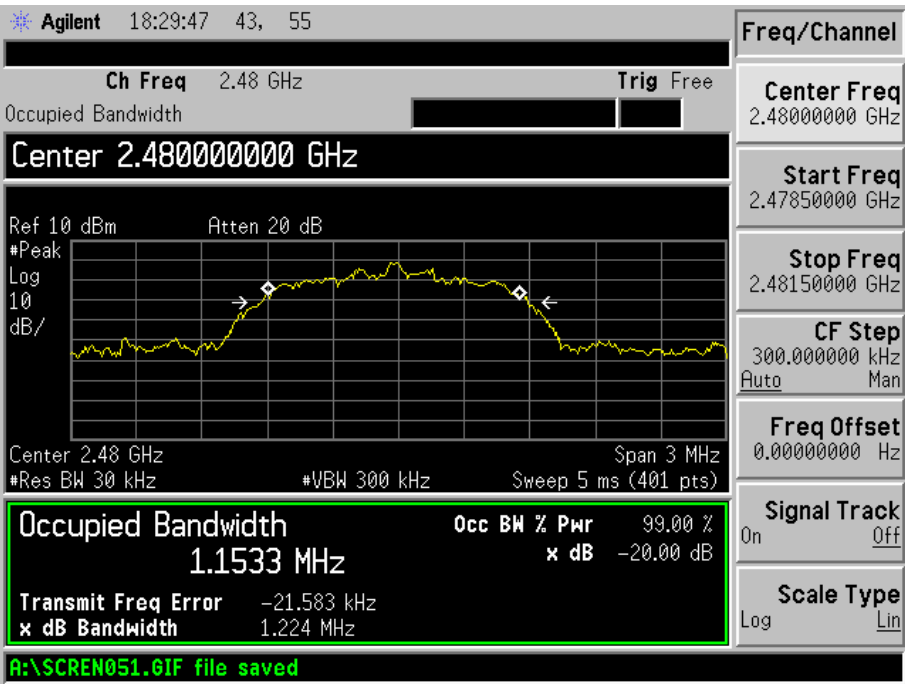 Agilent 18:29:47 43, 55
Ch Freq 2.48 GHz Trig Free
Occupied Bandwidth
Center 2.480000000 GHz
Ref 10 dBm Atten 20 dB
#Peak
Log
10
dB/
Center 2.48 GHz Span 3 MHz
#Res BW 30 kHz #VBW 300 kHz Sweep 5 ms (401 pts)
Occupied Bandwidth
1.1533 MHz
Occ BW % Pwr 99.00 %
x dB -20.00 dB
Transmit Freq Error -21.583 kHz
x dB Bandwidth 1.224 MHz
A:\SCREN051.GIF file saved
Freq/Channel
Center Freq
2.48000000 GHz
Start Freq
2.47850000 GHz
Stop Freq
2.48150000 GHz
CF Step
300.000000 kHz
Auto Man
Freq Offset
0.00000000 Hz
Signal Track
On Off
Scale Type
Log Lin